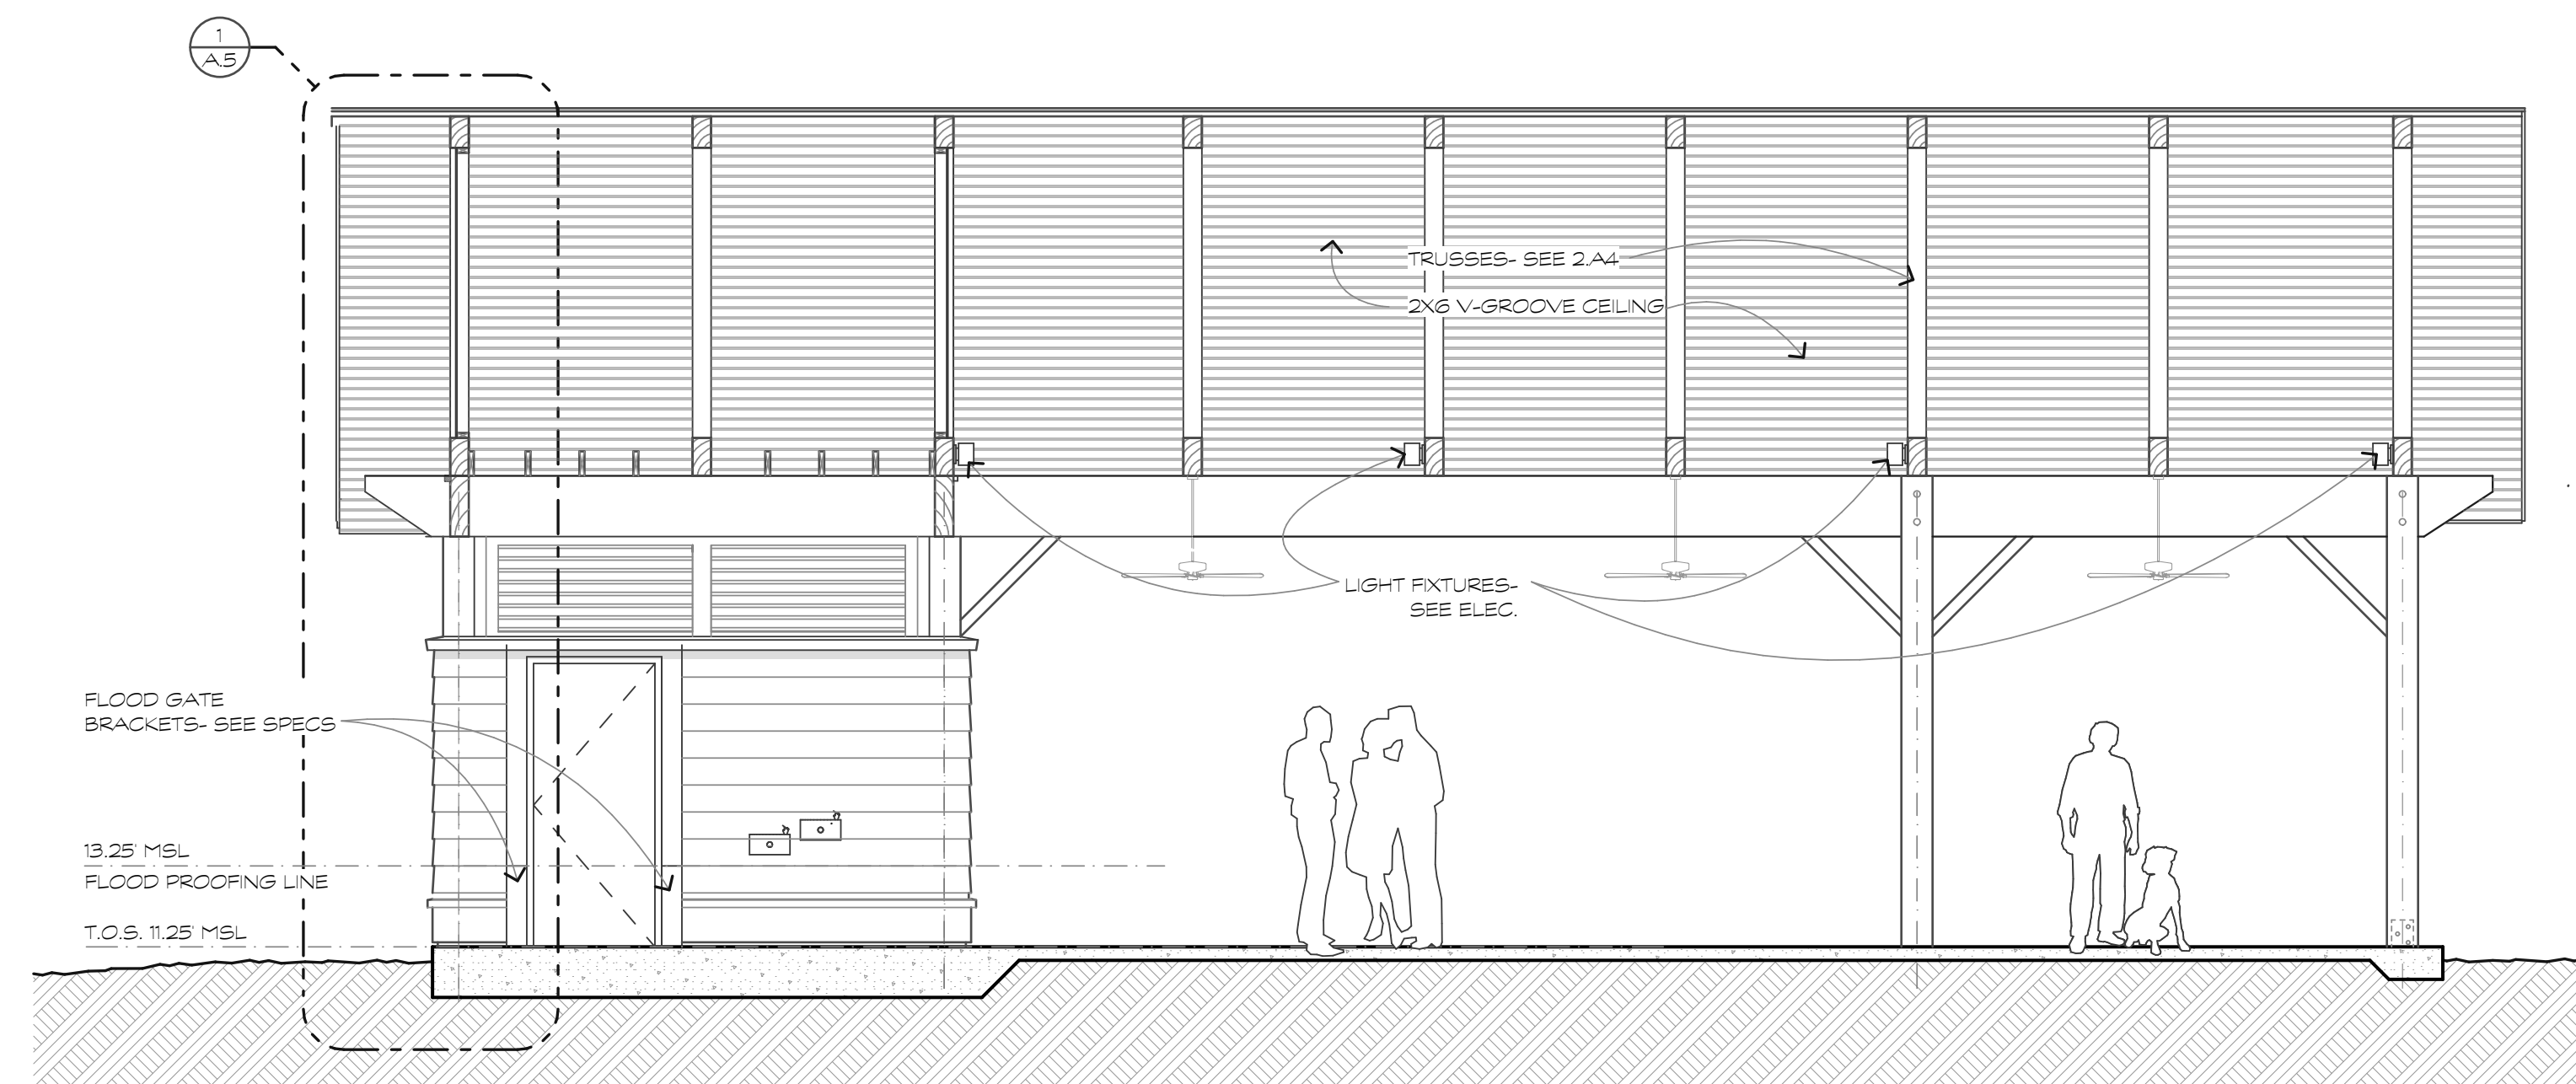 1
A.5
TRUSSES- SEE 2.A4
2X6 V-GROOVE CEILING
LIGHT FIXTURES-
SEE ELEC.
FLOOD GATE
BRACKETS- SEE SPECS
13.25' MSL
FLOOD PROOFING LINE
T.O.S. 11.25' MSL